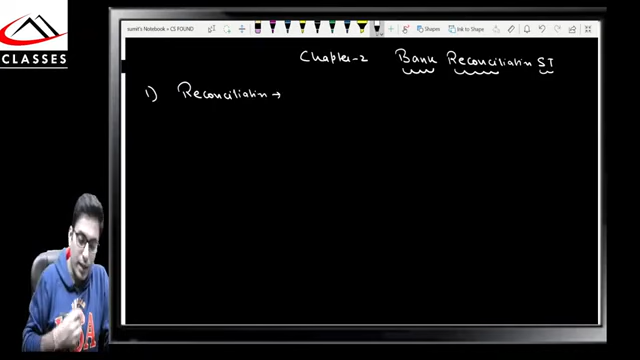 CLASSES
sumit's Notebook » CS FOUND
Shapes
Ink to Shape
Chapter-2 Bank Reconciliation ST
1) Reconciliation →